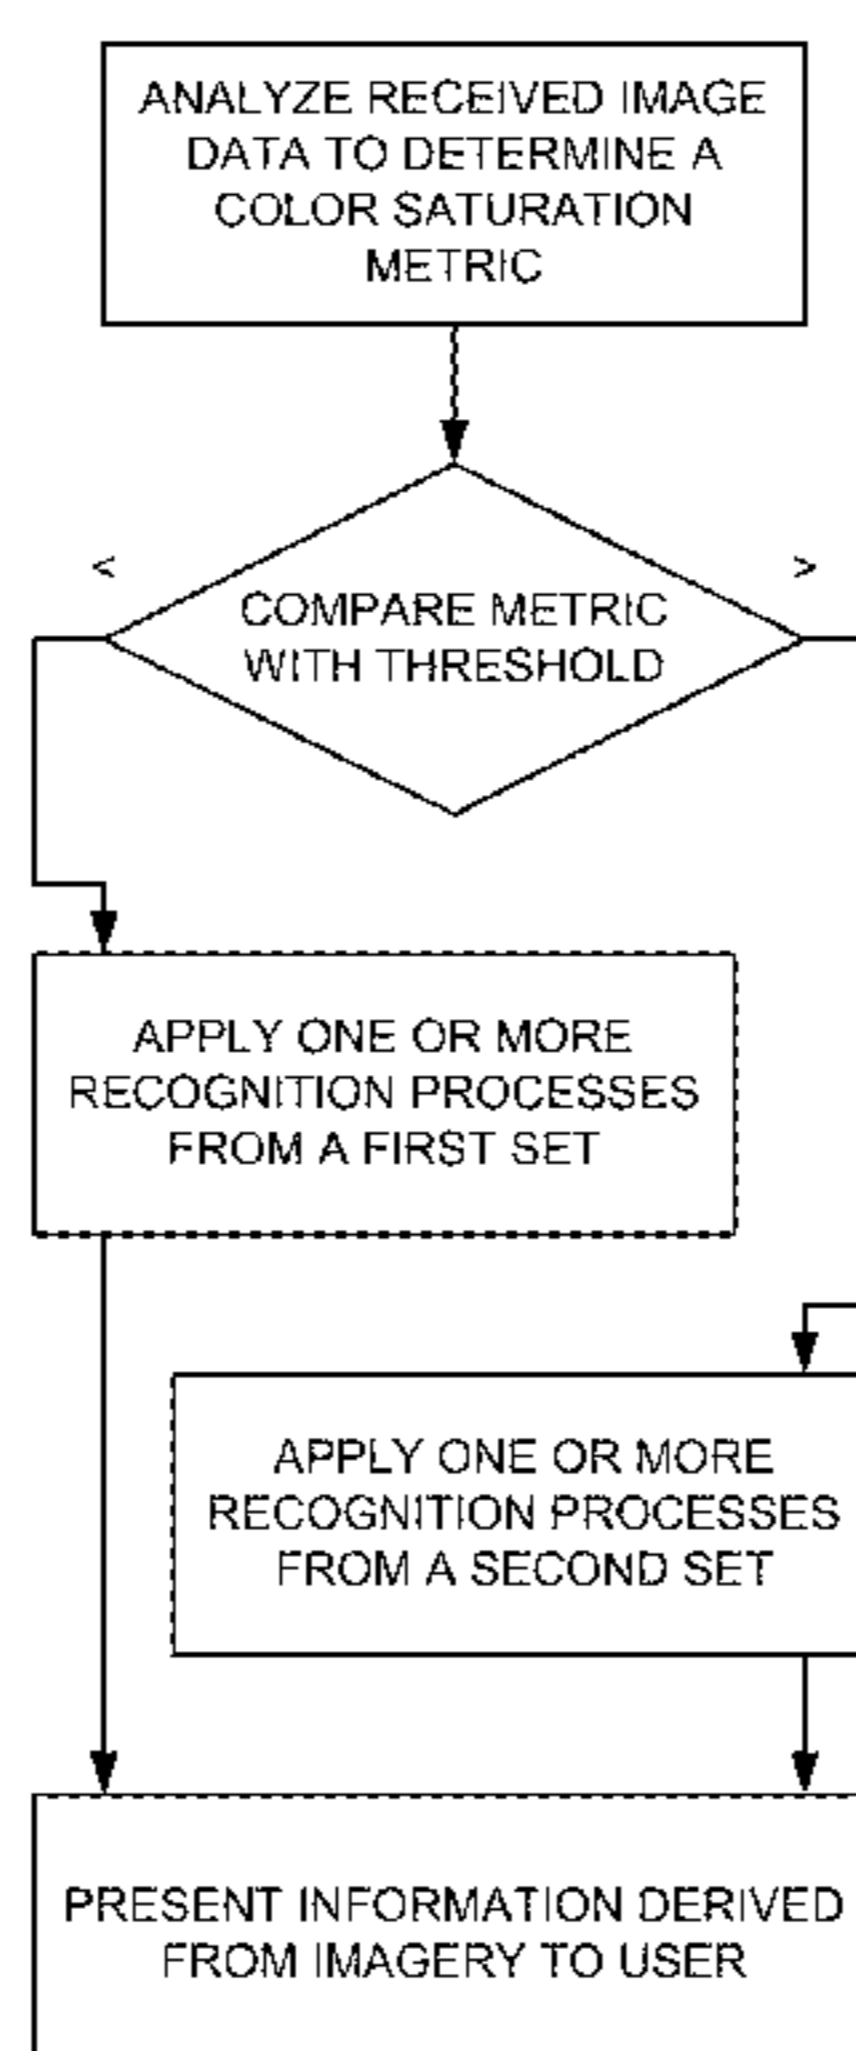 ANALYZE RECEIVED IMAGE
DATA TO DETERMINE A
COLOR SATURATION
METRIC
<
>
COMPARE METRIC
WITH THRESHOLD
APPLY ONE OR MORE
RECOGNITION PROCESSES
FROM A FIRST SET
APPLY ONE OR MORE
RECOGNITION PROCESSES
FROM A SECOND SET
PRESENT INFORMATION DERIVED
FROM IMAGERY TO USER